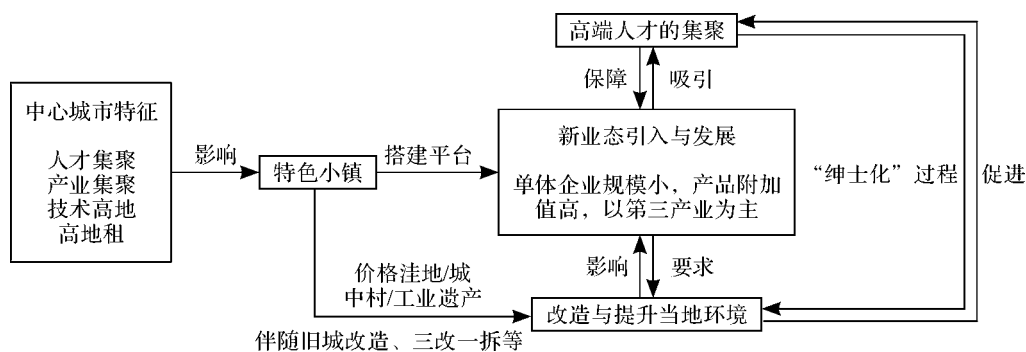 高端人才的集聚
保障
吸引
中心城市特征
人才集聚
产业集聚
技术高地
高地租
影响
特色小镇
搭建平台
新业态引入与发展
单体企业规模小，产品附加
值高，以第三产业为主
“绅士化”过程
促进
价格洼地/城
中村/工业遗产
影响
要求
改造与提升当地环境
伴随旧城改造、三改一拆等